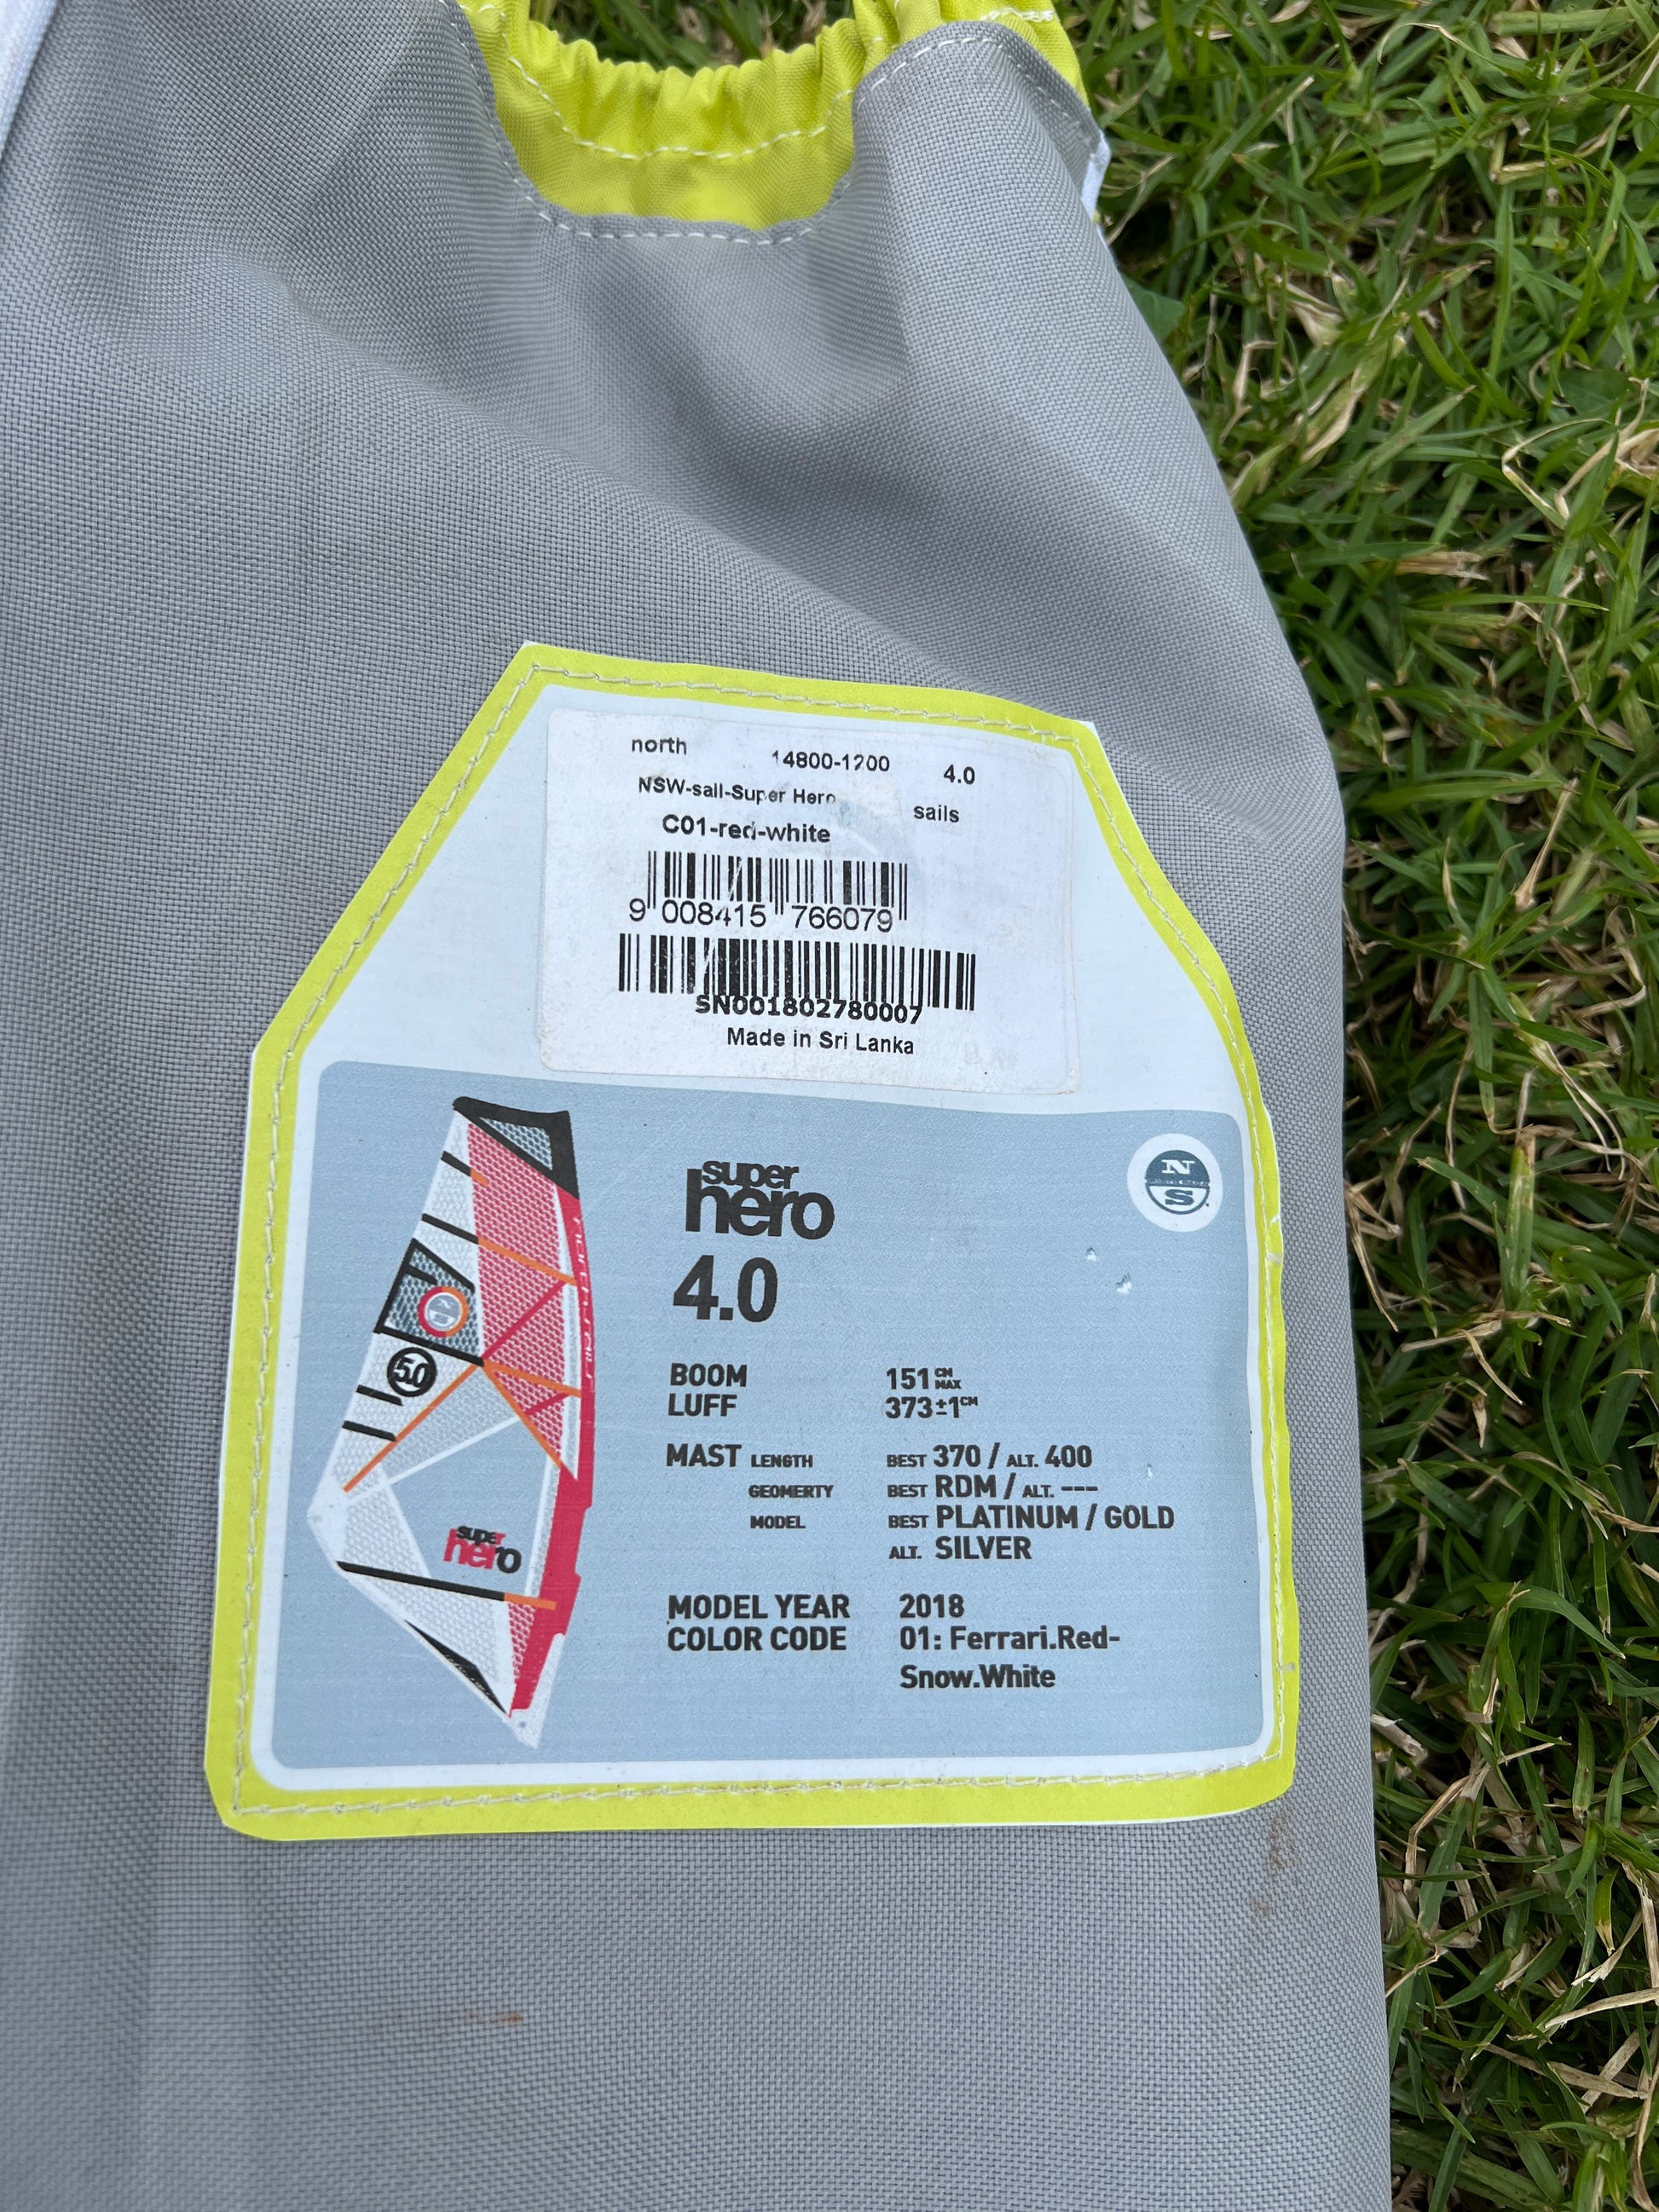 north 14800-1200 4.0
NSW-sail-Super Hero sails
C01-red-white
9 008415 766079
SN001802780007
Made in Sri Lanka
N
S
super
hero
4.0
5.0
super
hero
BOOM 151 CM MAX
LUFF 373±1CM
MAST LENGTH BEST 370 / ALT. 400
GEOMERTY BEST RDM / ALT. ---
MODEL BEST PLATINUM / GOLD
ALT. SILVER
MODEL YEAR 2018
COLOR CODE 01: Ferrari.Red-
Snow.White